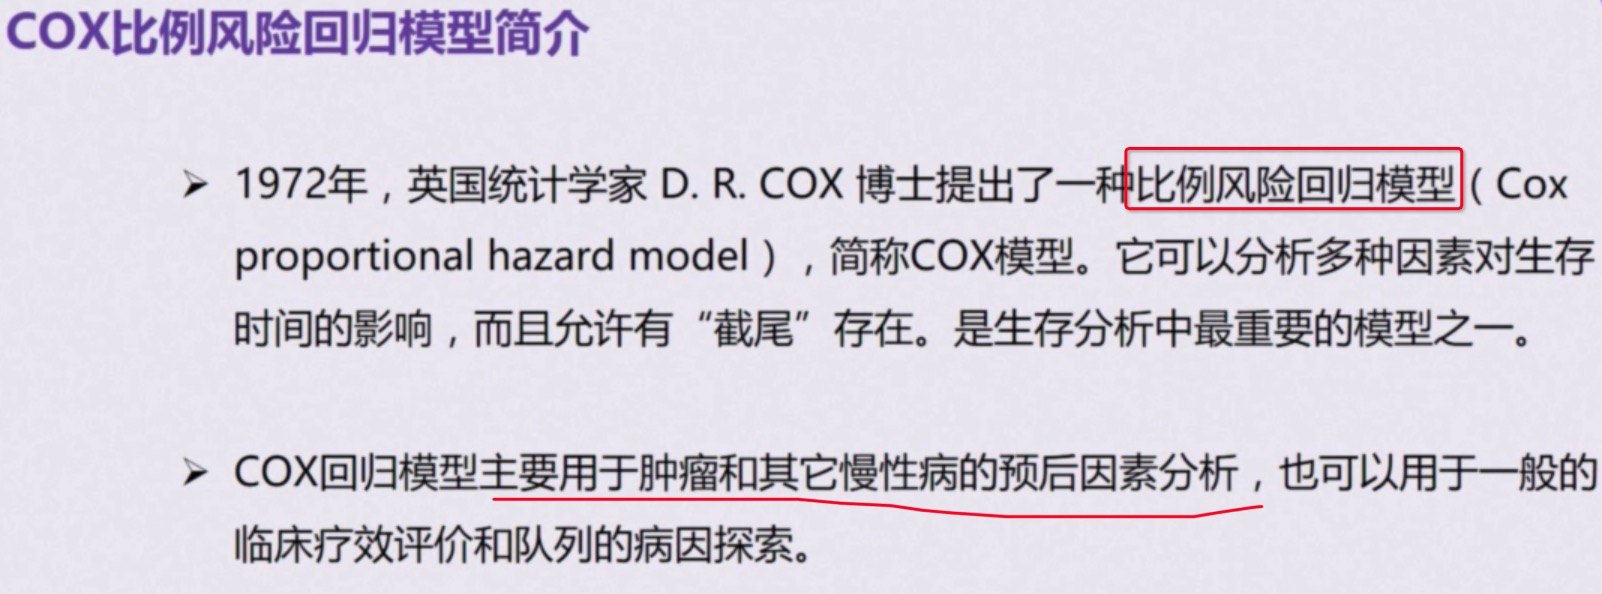 COX比例风险回归模型简介
➢ 1972年，英国统计学家 D. R. COX 博士提出了一种比例风险回归模型（Cox
proportional hazard model），简称COX模型。它可以分析多种因素对生存
时间的影响，而且允许有“截尾”存在。是生存分析中最重要的模型之一。
➢ COX回归模型主要用于肿瘤和其它慢性病的预后因素分析，也可以用于一般的
临床疗效评价和队列的病因探索。